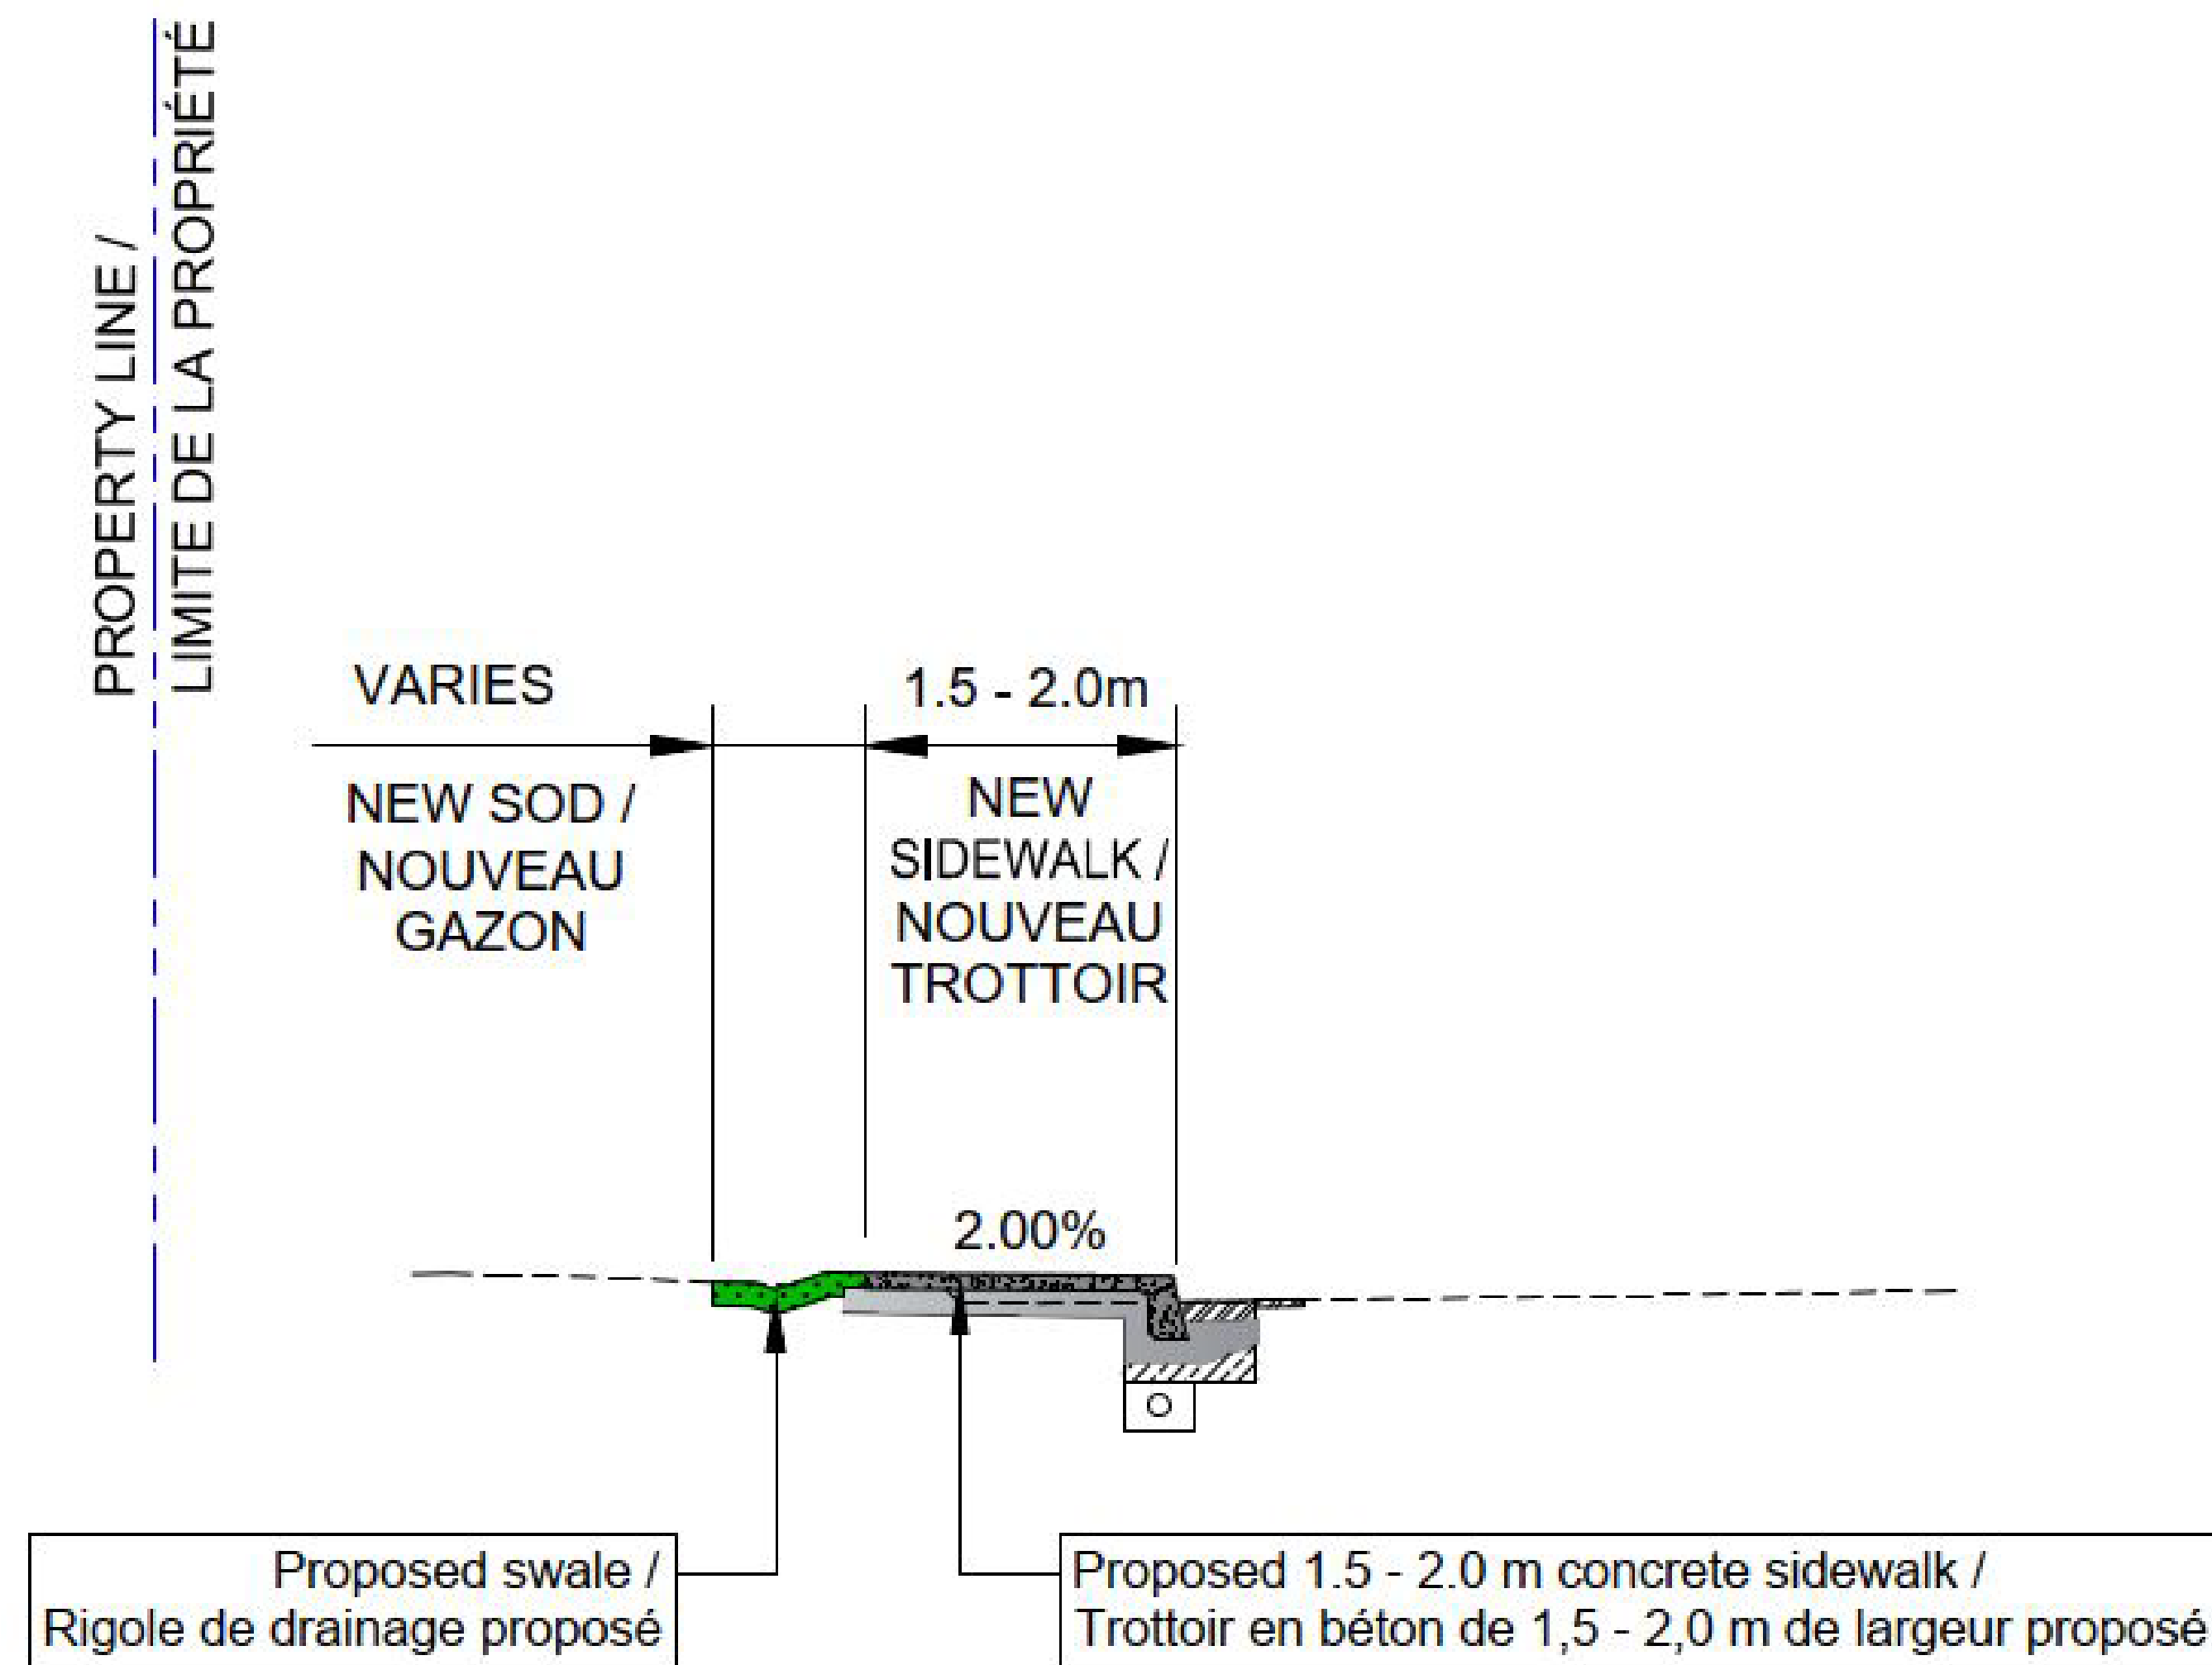 PROPERTY LINE /
LIMITE DE LA PROPRIÉTÉ
VARIES
1.5 - 2.0m
NEW SOD /
NOUVEAU
GAZON
NEW
SIDEWALK /
NOUVEAU
TROTTOIR
2.00%
Proposed swale /
Rigole de drainage proposé
Proposed 1.5 - 2.0 m concrete sidewalk /
Trottoir en béton de 1,5 - 2,0 m de largeur proposé